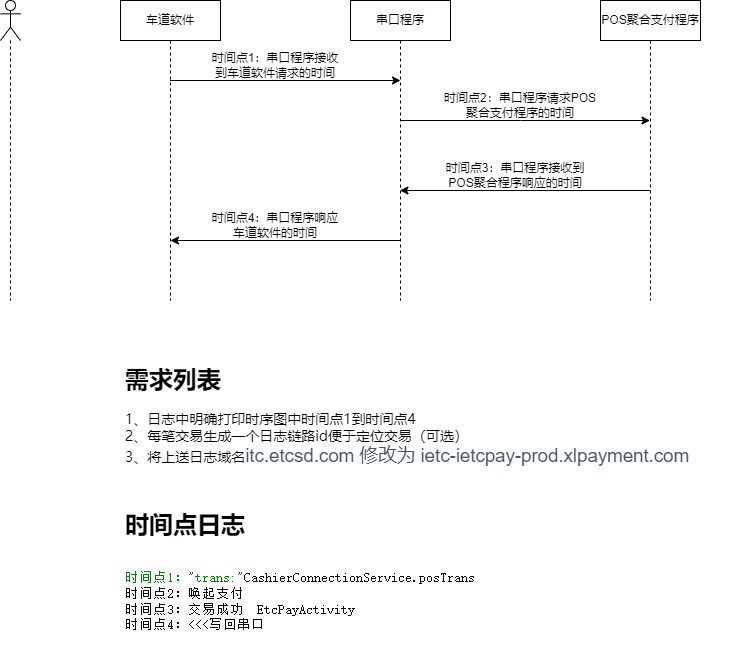 车道软件
串口程序
POS聚合支付程序
时间点1：串口程序接收
到车道软件请求的时间
时间点2：串口程序请求POS
聚合支付程序的时间
时间点3：串口程序接收到
POS聚合程序响应的时间
时间点4：串口程序响应
车道软件的时间
需求列表
1、日志中明确打印时序图中时间点1到时间点4
2、每笔交易生成一个日志链路id便于定位交易（可选）
3、将上送日志域名itc.etcsd.com 修改为 ietc-ietcpay-prod.xlpayment.com
时间点日志
时间点1："trans:"CashierConnectionService.posTrans
时间点2：唤起支付
时间点3：交易成功 EtcPayActivity
时间点4：<<<写回串口